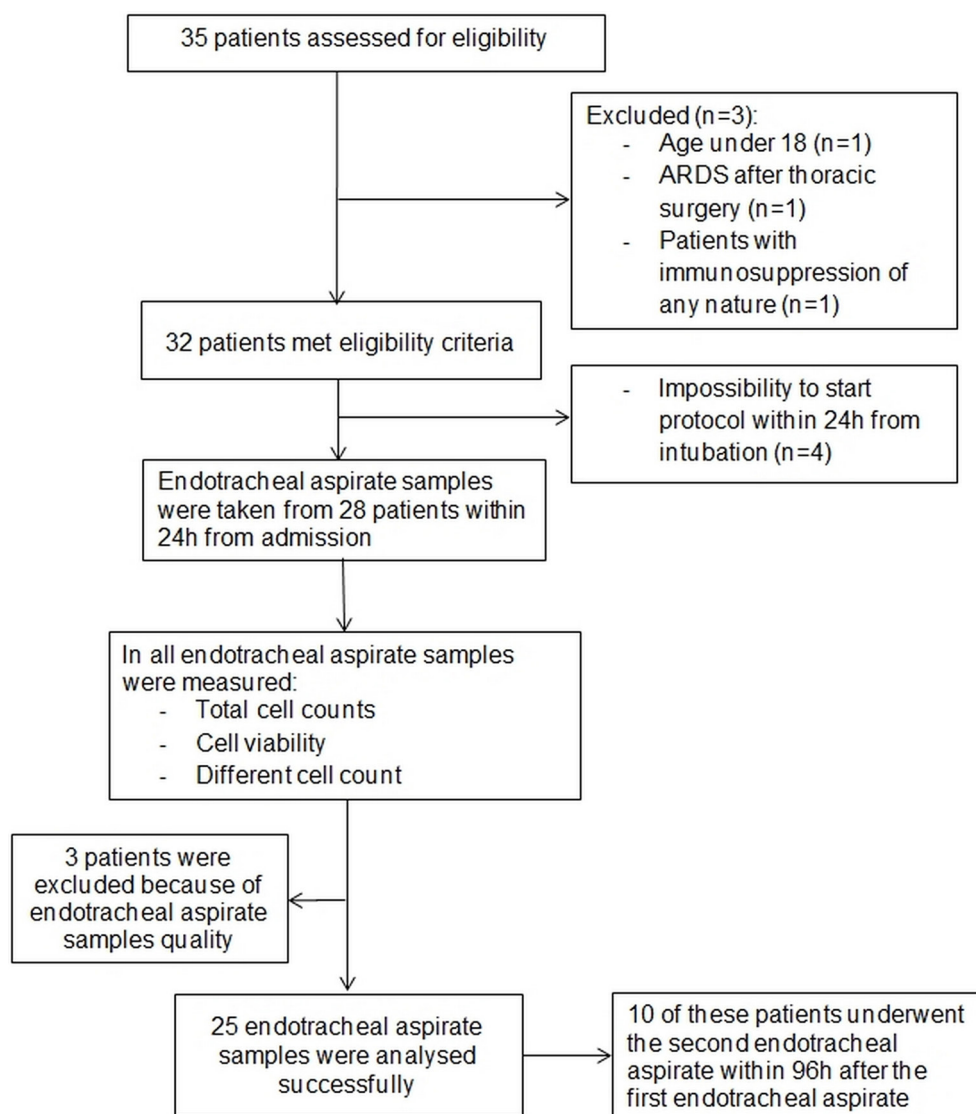 35 patients assessed for eligibility
Excluded (n=3):
- Age under 18 (n=1)
- ARDS after thoracic
surgery (n=1)
- Patients with
immunosuppression of
any nature (n=1)
32 patients met eligibility criteria
- Impossibility to start
protocol within 24h from
intubation (n=4)
Endotracheal aspirate samples
were taken from 28 patients within
24h from admission
In all endotracheal aspirate samples
were measured:
- Total cell counts
- Cell viability
- Different cell count
3 patients were
excluded because of
endotracheal aspirate
samples quality
25 endotracheal aspirate
samples were analysed
successfully
10 of these patients underwent
the second endotracheal
aspirate within 96h after the
first endotracheal aspirate